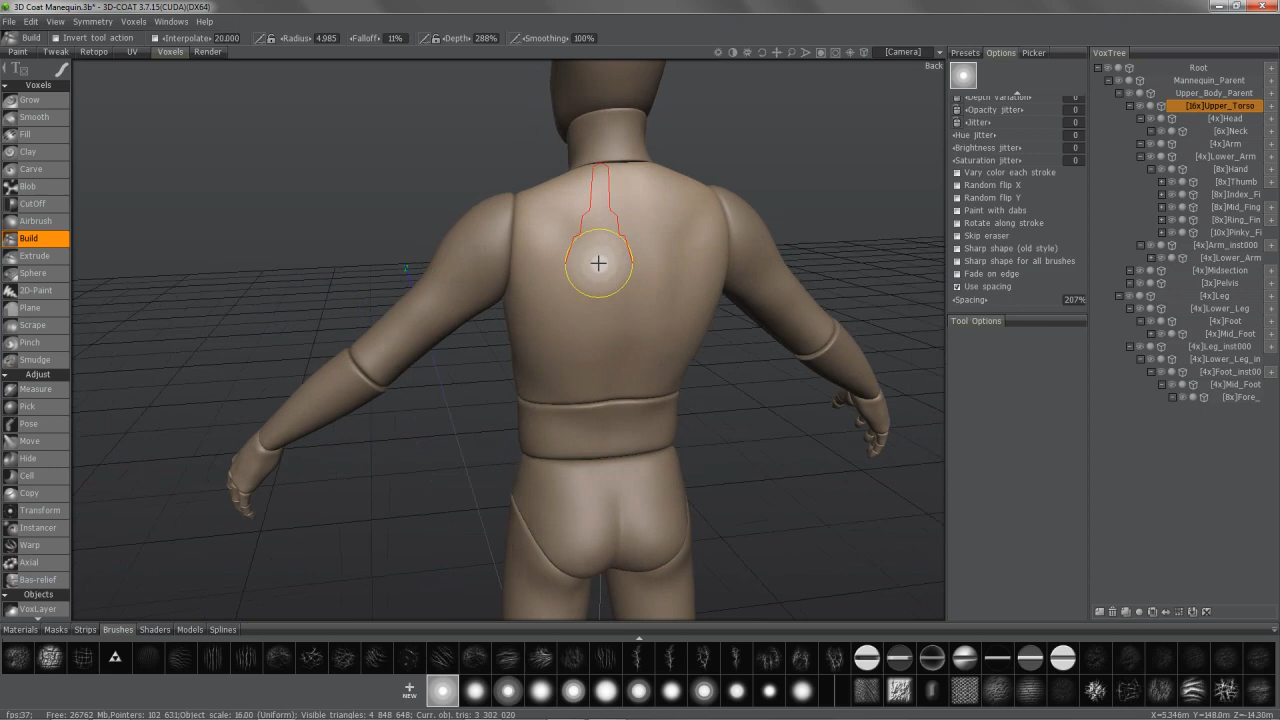 3D Coat Manequin.3b* - 3D-COAT 3.7.15(CUDA)(DX64)
File Edit View Symmetry Voxels Windows Help
Build Invert tool action Interpolate 20.000 Radius 4.985 Falloff 11% Depth 288% Smoothing 100%
Paint Tweak Retopo UV Voxels Render [Camera] Presets Options Picker VoxTree
Back
Voxels
Grow
Smooth
Fill
Clay
Carve
Blob
CutOff
Airbrush
Build
Extrude
Sphere
2D-Paint
Plane
Scrape
Pinch
Smudge
Adjust
Measure
Pick
Pose
Move
Hide
Cell
Copy
Transform
Instancer
Warp
Axial
Bas-relief
Objects
VoxLayer
Depth variation 0
Opacity jitter 0
Jitter 0
Hue jitter 0
Brightness jitter 0
Saturation jitter 0
Vary color each stroke
Random flip X
Random flip Y
Paint with dabs
Rotate along stroke
Skip eraser
Sharp shape (old style)
Sharp shape for all brushes
Fade on edge
Use spacing
Spacing 207%
Tool Options
Root
Mannequin_Parent
Upper_Body_Parent
[16x]Upper_Torso
[4x]Head
[6x]Neck
[4x]Arm
[4x]Lower_Arm
[8x]Hand
[8x]Thumb
[8x]Index_Fi
[8x]Mid_Fing
[8x]Ring_Fin
[10x]Pinky_Fi
[4x]Arm_inst000
[4x]Lower_Arm
[4x]Midsection
[3x]Pelvis
[4x]Leg
[4x]Lower_Leg
[4x]Foot
[4x]Mid_Foot
[4x]Leg_inst000
[4x]Lower_Leg_in
[4x]Foot_inst00
[4x]Mid_Foot
[8x]Fore_
Materials Masks Strips Brushes Shaders Models Splines
NEW
fps:37; Free: 26762 Mb,Pointers: 102 631;Object scale: 16.00 (Uniform); Visible triangles: 4 848 648; Curr. obj. tris: 3 302 020 X=5.346m Y=148.0m Z=-14.30m